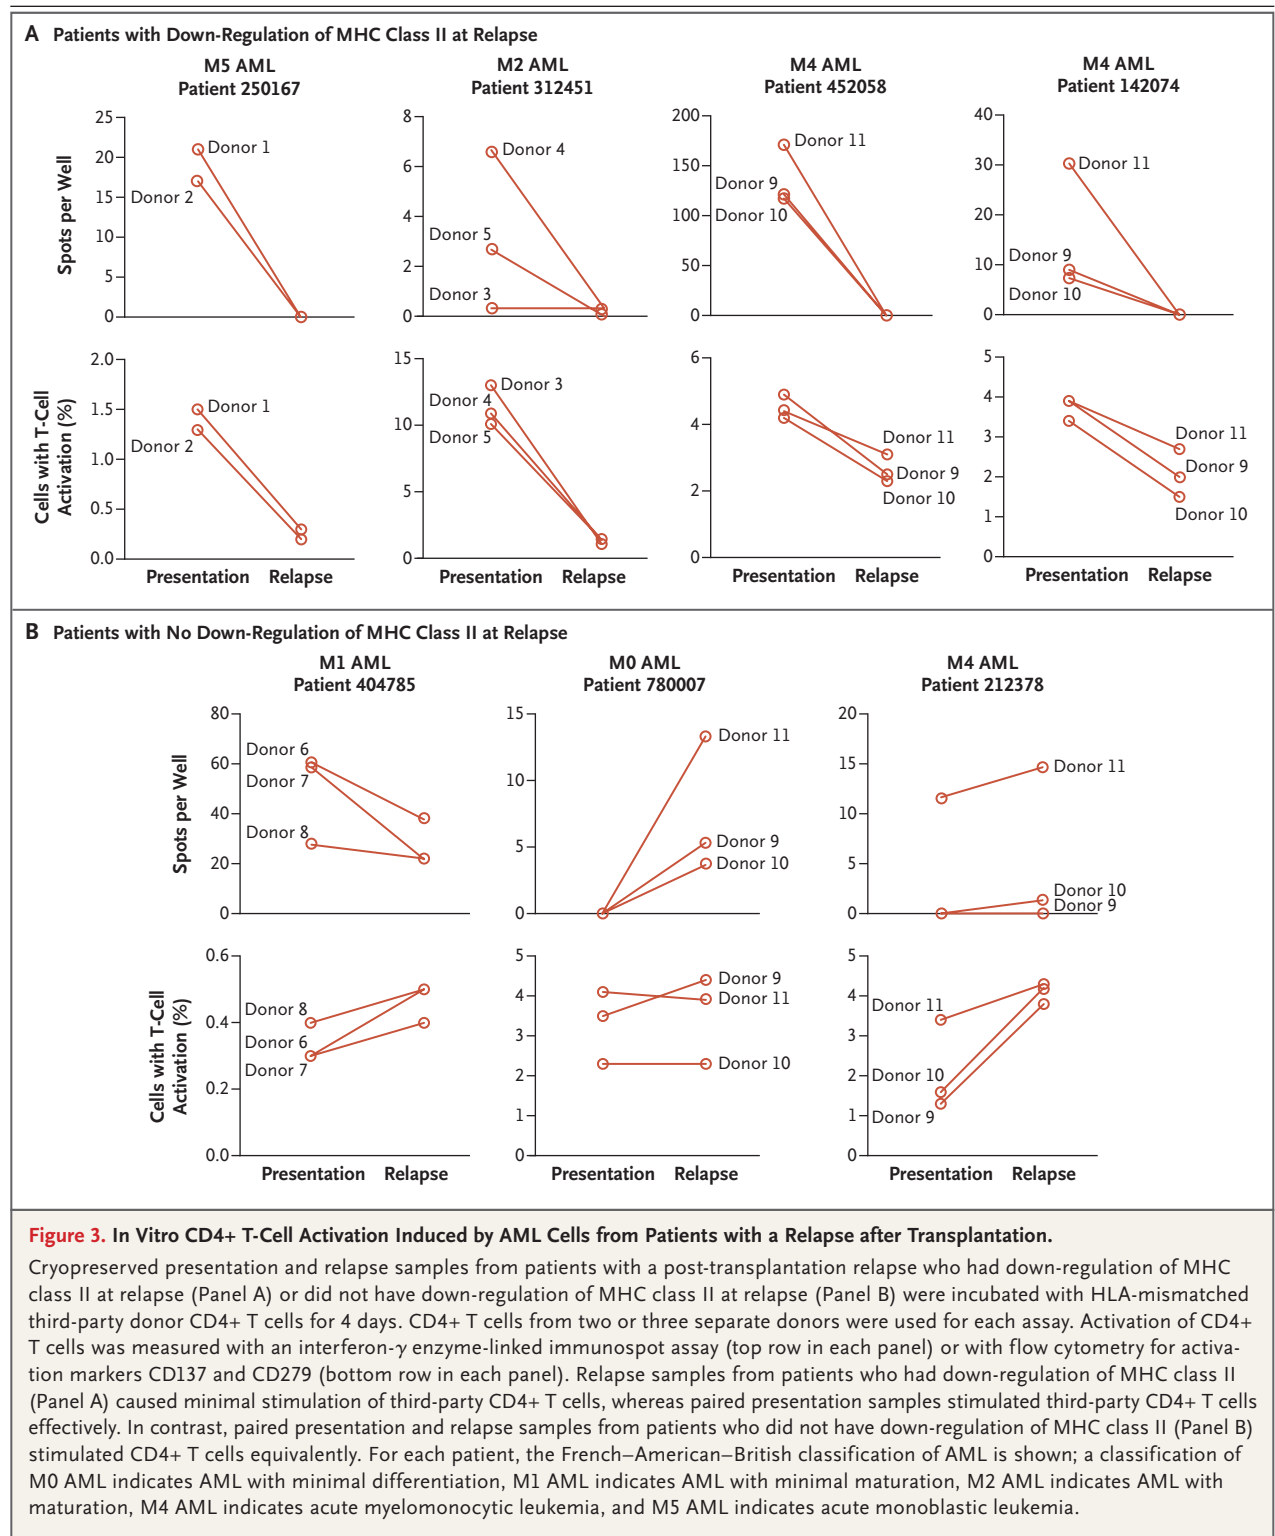 A Patients with Down-Regulation of MHC Class II at Relapse
M5 AML
Patient 250167
M2 AML
Patient 312451
M4 AML
Patient 452058
M4 AML
Patient 142074
Spots per Well
25
20
15
10
5
0
Donor 1
Donor 2
8
6
4
2
0
Donor 4
Donor 5
Donor 3
200
150
100
50
0
Donor 11
Donor 9
Donor 10
40
30
20
10
0
Donor 11
Donor 9
Donor 10
Cells with T-Cell
Activation (%)
2.0
1.5
1.0
0.5
0.0
Donor 1
Donor 2
Presentation Relapse
15
10
5
0
Donor 3
Donor 4
Donor 5
Presentation Relapse
6
4
2
0
Donor 11
Donor 9
Donor 10
Presentation Relapse
5
4
3
2
1
0
Donor 11
Donor 9
Donor 10
Presentation Relapse
B Patients with No Down-Regulation of MHC Class II at Relapse
M1 AML
Patient 404785
M0 AML
Patient 780007
M4 AML
Patient 212378
Spots per Well
80
60
40
20
0
Donor 6
Donor 7
Donor 8
15
10
5
0
Donor 11
Donor 9
Donor 10
20
15
10
5
0
Donor 11
Donor 10
Donor 9
Cells with T-Cell
Activation (%)
0.6
0.4
0.2
0.0
Donor 8
Donor 6
Donor 7
Presentation Relapse
5
4
3
2
1
0
Donor 9
Donor 11
Donor 10
Presentation Relapse
5
4
3
2
1
0
Donor 11
Donor 10
Donor 9
Presentation Relapse
Figure 3. In Vitro CD4+ T-Cell Activation Induced by AML Cells from Patients with a Relapse after Transplantation.
Cryopreserved presentation and relapse samples from patients with a post-transplantation relapse who had down-regulation of MHC
class II at relapse (Panel A) or did not have down-regulation of MHC class II at relapse (Panel B) were incubated with HLA-mismatched
third-party donor CD4+ T cells for 4 days. CD4+ T cells from two or three separate donors were used for each assay. Activation of CD4+
T cells was measured with an interferon-γ enzyme-linked immunospot assay (top row in each panel) or with flow cytometry for activa-
tion markers CD137 and CD279 (bottom row in each panel). Relapse samples from patients who had down-regulation of MHC class II
(Panel A) caused minimal stimulation of third-party CD4+ T cells, whereas paired presentation samples stimulated third-party CD4+ T cells
effectively. In contrast, paired presentation and relapse samples from patients who did not have down-regulation of MHC class II (Panel B)
stimulated CD4+ T cells equivalently. For each patient, the French–American–British classification of AML is shown; a classification of
M0 AML indicates AML with minimal differentiation, M1 AML indicates AML with minimal maturation, M2 AML indicates AML with
maturation, M4 AML indicates acute myelomonocytic leukemia, and M5 AML indicates acute monoblastic leukemia.